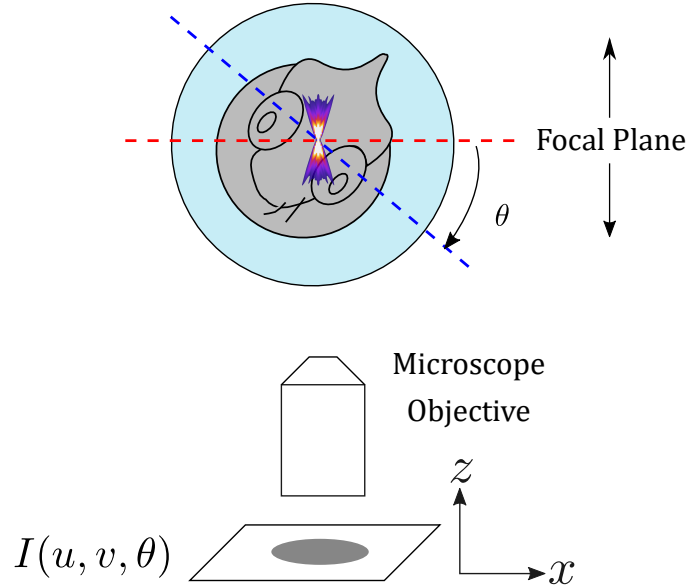 Focal Plane
θ
Microscope
Objective
z
I(u, v, θ)
x